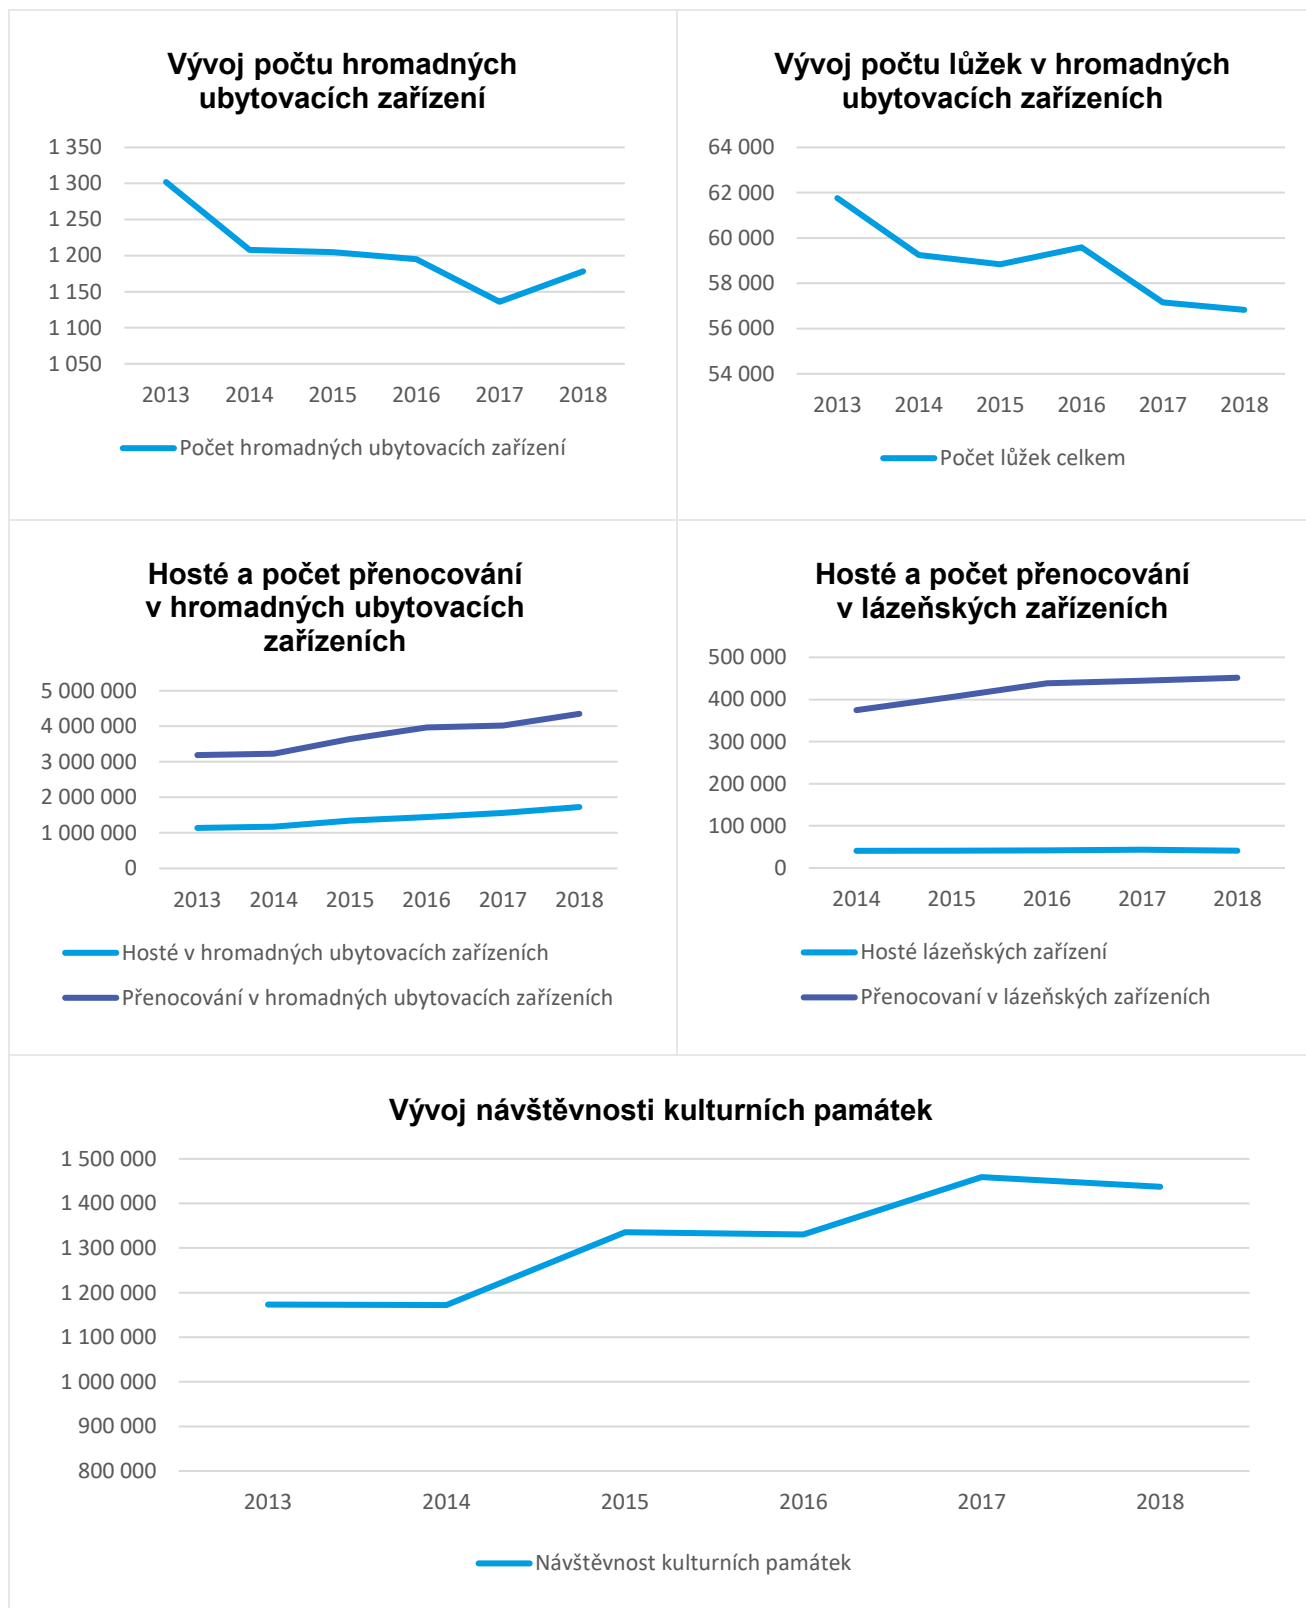 Vývoj počtu hromadných
ubytovacích zařízení
1 350
1 300
1 250
1 200
1 150
1 100
1 050
2013 2014 2015 2016 2017 2018
Počet hromadných ubytovacích zařízení
Vývoj počtu lůžek v hromadných
ubytovacích zařízeních
64 000
62 000
60 000
58 000
56 000
54 000
2013 2014 2015 2016 2017 2018
Počet lůžek celkem
Hosté a počet přenocování
v hromadných ubytovacích
zařízeních
5 000 000
4 000 000
3 000 000
2 000 000
1 000 000
0
2013 2014 2015 2016 2017 2018
Hosté v hromadných ubytovacích zařízeních
Přenocování v hromadných ubytovacích zařízeních
Hosté a počet přenocování
v lázeňských zařízeních
500 000
400 000
300 000
200 000
100 000
0
2014 2015 2016 2017 2018
Hosté lázeňských zařízení
Přenocovaní v lázeňských zařízeních
Vývoj návštěvnosti kulturních památek
1 500 000
1 400 000
1 300 000
1 200 000
1 100 000
1 000 000
900 000
800 000
2013 2014 2015 2016 2017 2018
Návštěvnost kulturních památek